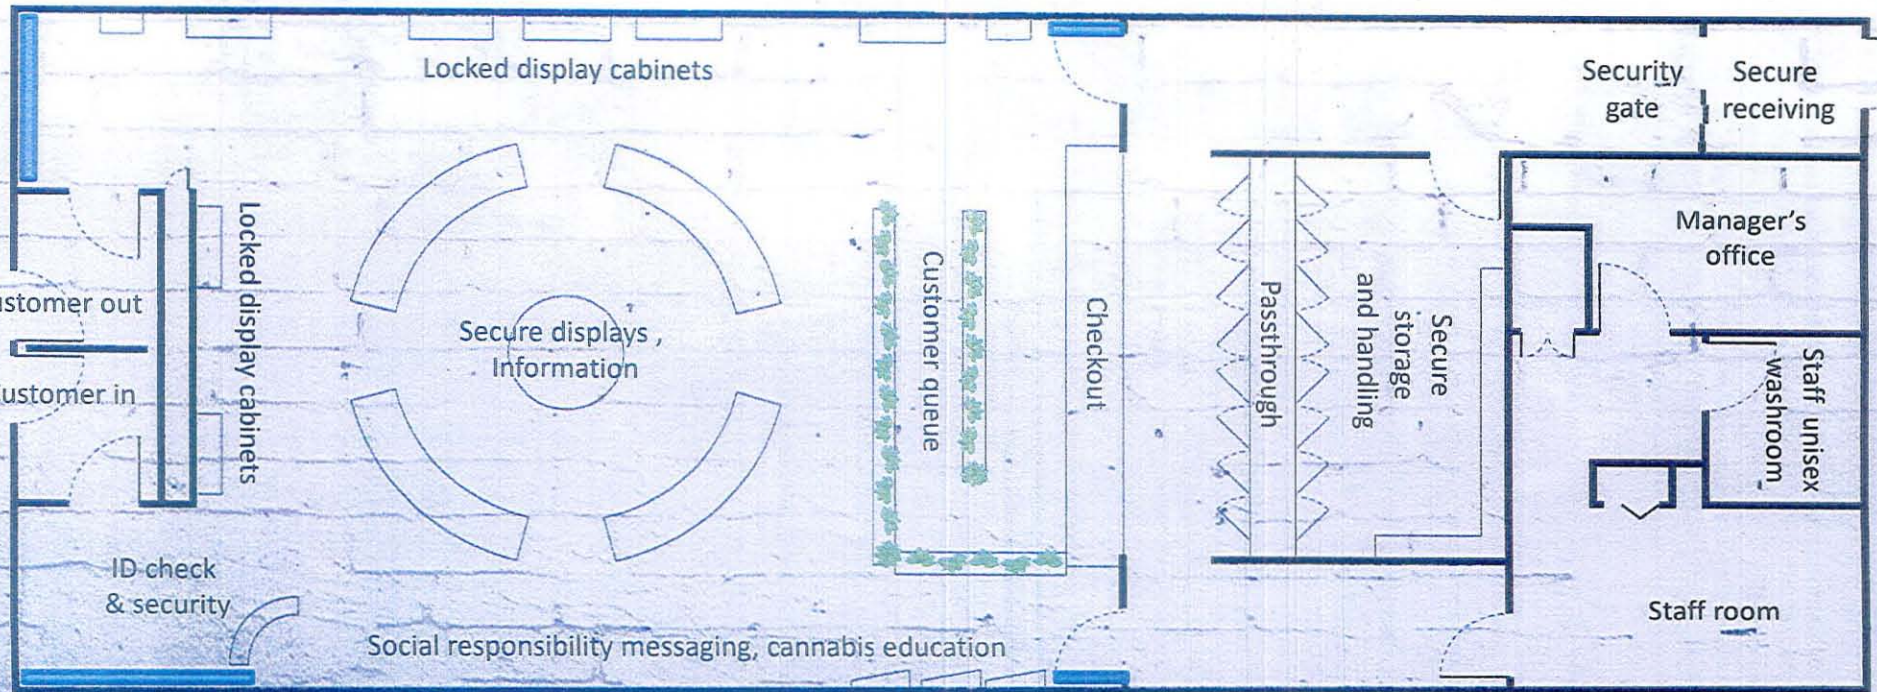 Locked display cabinets
Security
gate
Secure
receiving
Locked display cabinets
Manager's
office
ustomer out
Secure displays ,
Information
Customer queue
Checkout
Passthrough
Secure
storage
and handling
ustomer in
Staff unisex
washroom
ID check
& security
Social responsibility messaging, cannabis education
Staff room